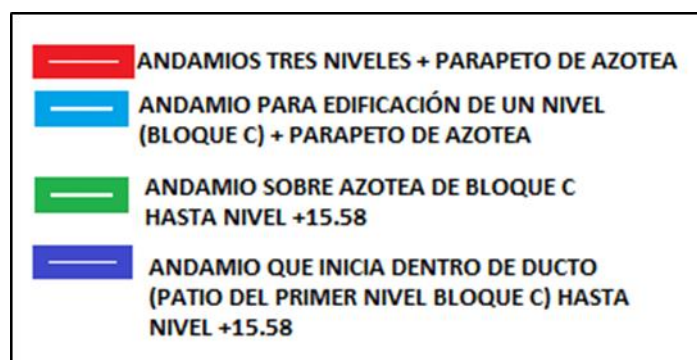 ANDAMIOS TRES NIVELES + PARAPETO DE AZOTEA
ANDAMIO PARA EDIFICACIÓN DE UN NIVEL
(BLOQUE C) + PARAPETO DE AZOTEA
ANDAMIO SOBRE AZOTEA DE BLOQUE C
HASTA NIVEL +15.58
ANDAMIO QUE INICIA DENTRO DE DUCTO
(PATIO DEL PRIMER NIVEL BLOQUE C) HASTA
NIVEL +15.58